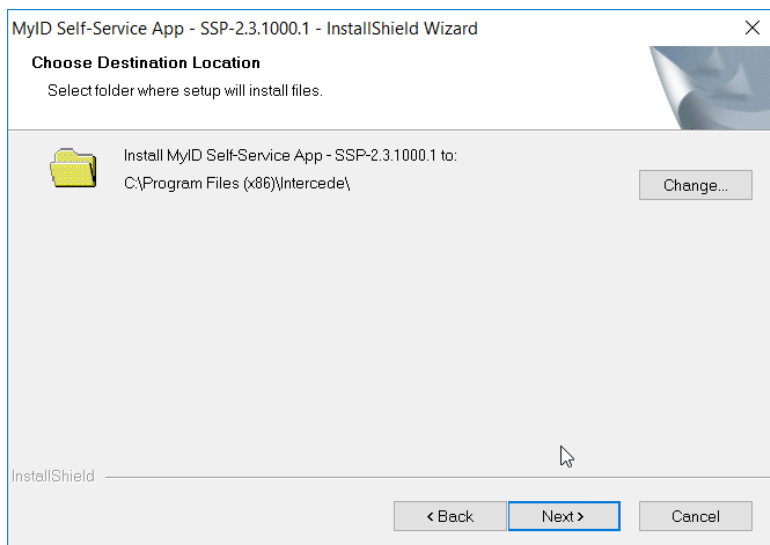 MyID Self-Service App - SSP-2.3.1000.1 - InstallShield Wizard
Choose Destination Location
Select folder where setup will install files.
Install MyID Self-Service App - SSP-2.3.1000.1 to:
C:\Program Files (x86)\Intercede\
Change...
InstallShield
< Back
Next >
Cancel